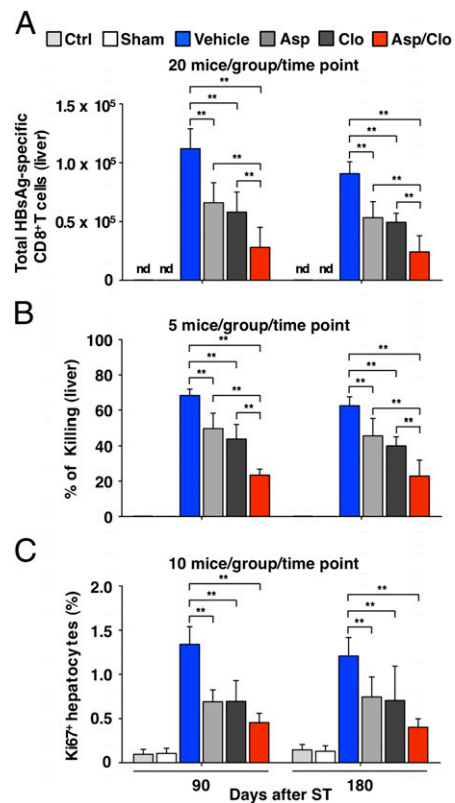 A
Ctrl Sham Vehicle Asp Clo Asp/Clo
20 mice/group/time point
Total HBsAg-specific
CD8⁺T cells (liver)
1.5 x 10⁵
1.0 x 10⁵
0.5 x 10⁵
0
nd nd nd nd
** ** ** ** ** ** ** ** ** **
B
5 mice/group/time point
% of Killing (liver)
100
80
60
40
20
0
** ** ** ** ** ** ** ** ** **
C
10 mice/group/time point
Ki67⁺ hepatocytes (%)
2.0
1.5
1.0
0.5
0
** ** ** ** ** **
90 Days after ST 180